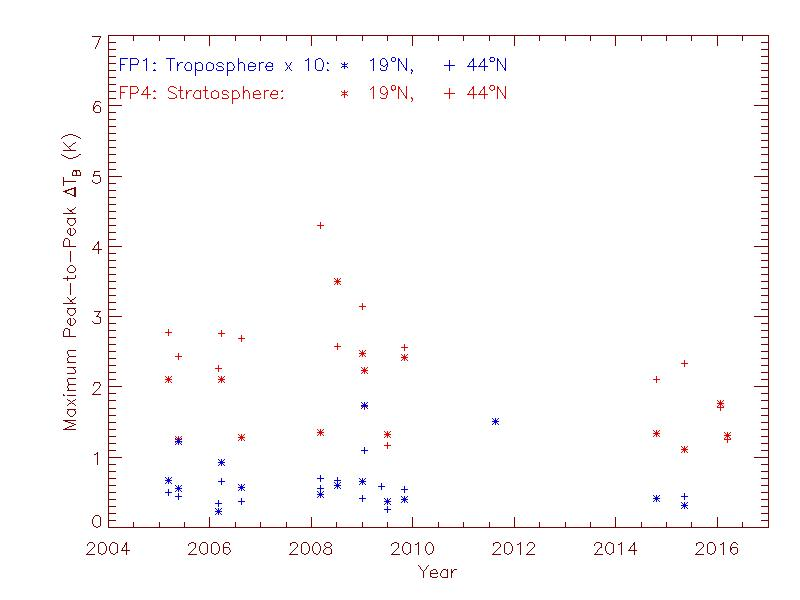 7
FP1: Troposphere x 10: * 19°N, + 44°N
FP4: Stratosphere: * 19°N, + 44°N
6
5
4
3
2
1
0
Maximum Peak-to-Peak ΔT_B (K)
2004 2006 2008 2010 2012 2014 2016
Year